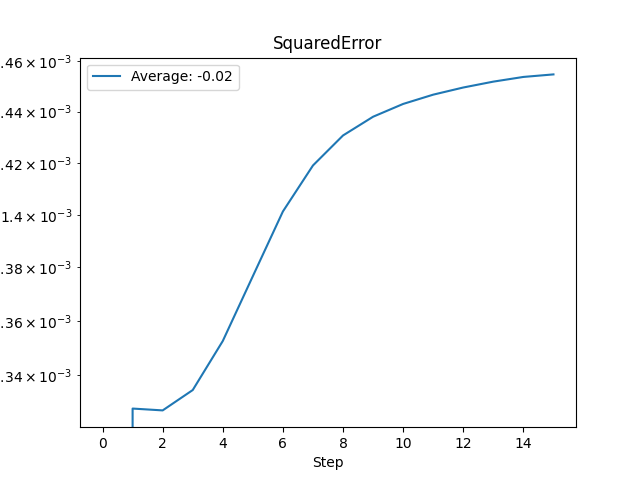 SquaredError
Average: -0.02
.46 × 10⁻³
.44 × 10⁻³
.42 × 10⁻³
1.4 × 10⁻³
.38 × 10⁻³
.36 × 10⁻³
.34 × 10⁻³
0 2 4 6 8 10 12 14
Step